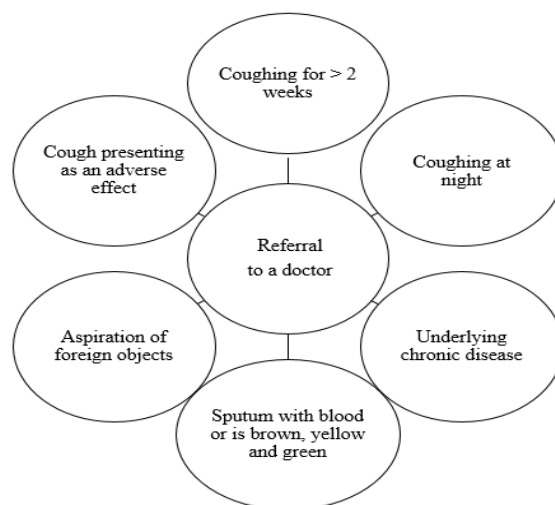 Coughing for > 2
weeks
Cough presenting
as an adverse
effect
Coughing at
night
Referral
to a doctor
Aspiration of
foreign objects
Underlying
chronic disease
Sputum with blood
or is brown, yellow
and green